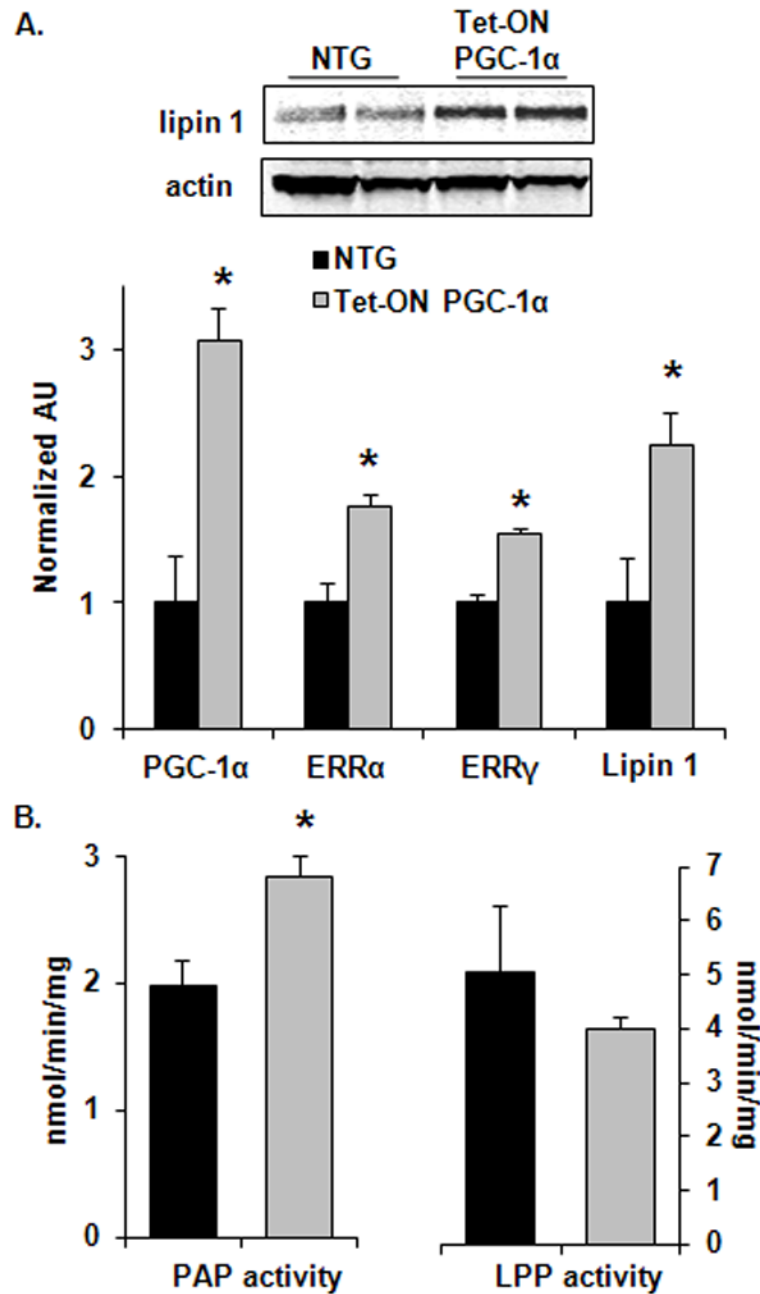 A.
NTG
Tet-ON
PGC-1α
lipin 1
actin
NTG
Tet-ON PGC-1α
*
*
*
*
Normalized AU
3
2
1
0
PGC-1α
ERRα
ERRγ
Lipin 1
B.
*
nmol/min/mg
3
2
1
0
PAP activity
7
6
5
4
3
2
1
0
nmol/min/mg
LPP activity